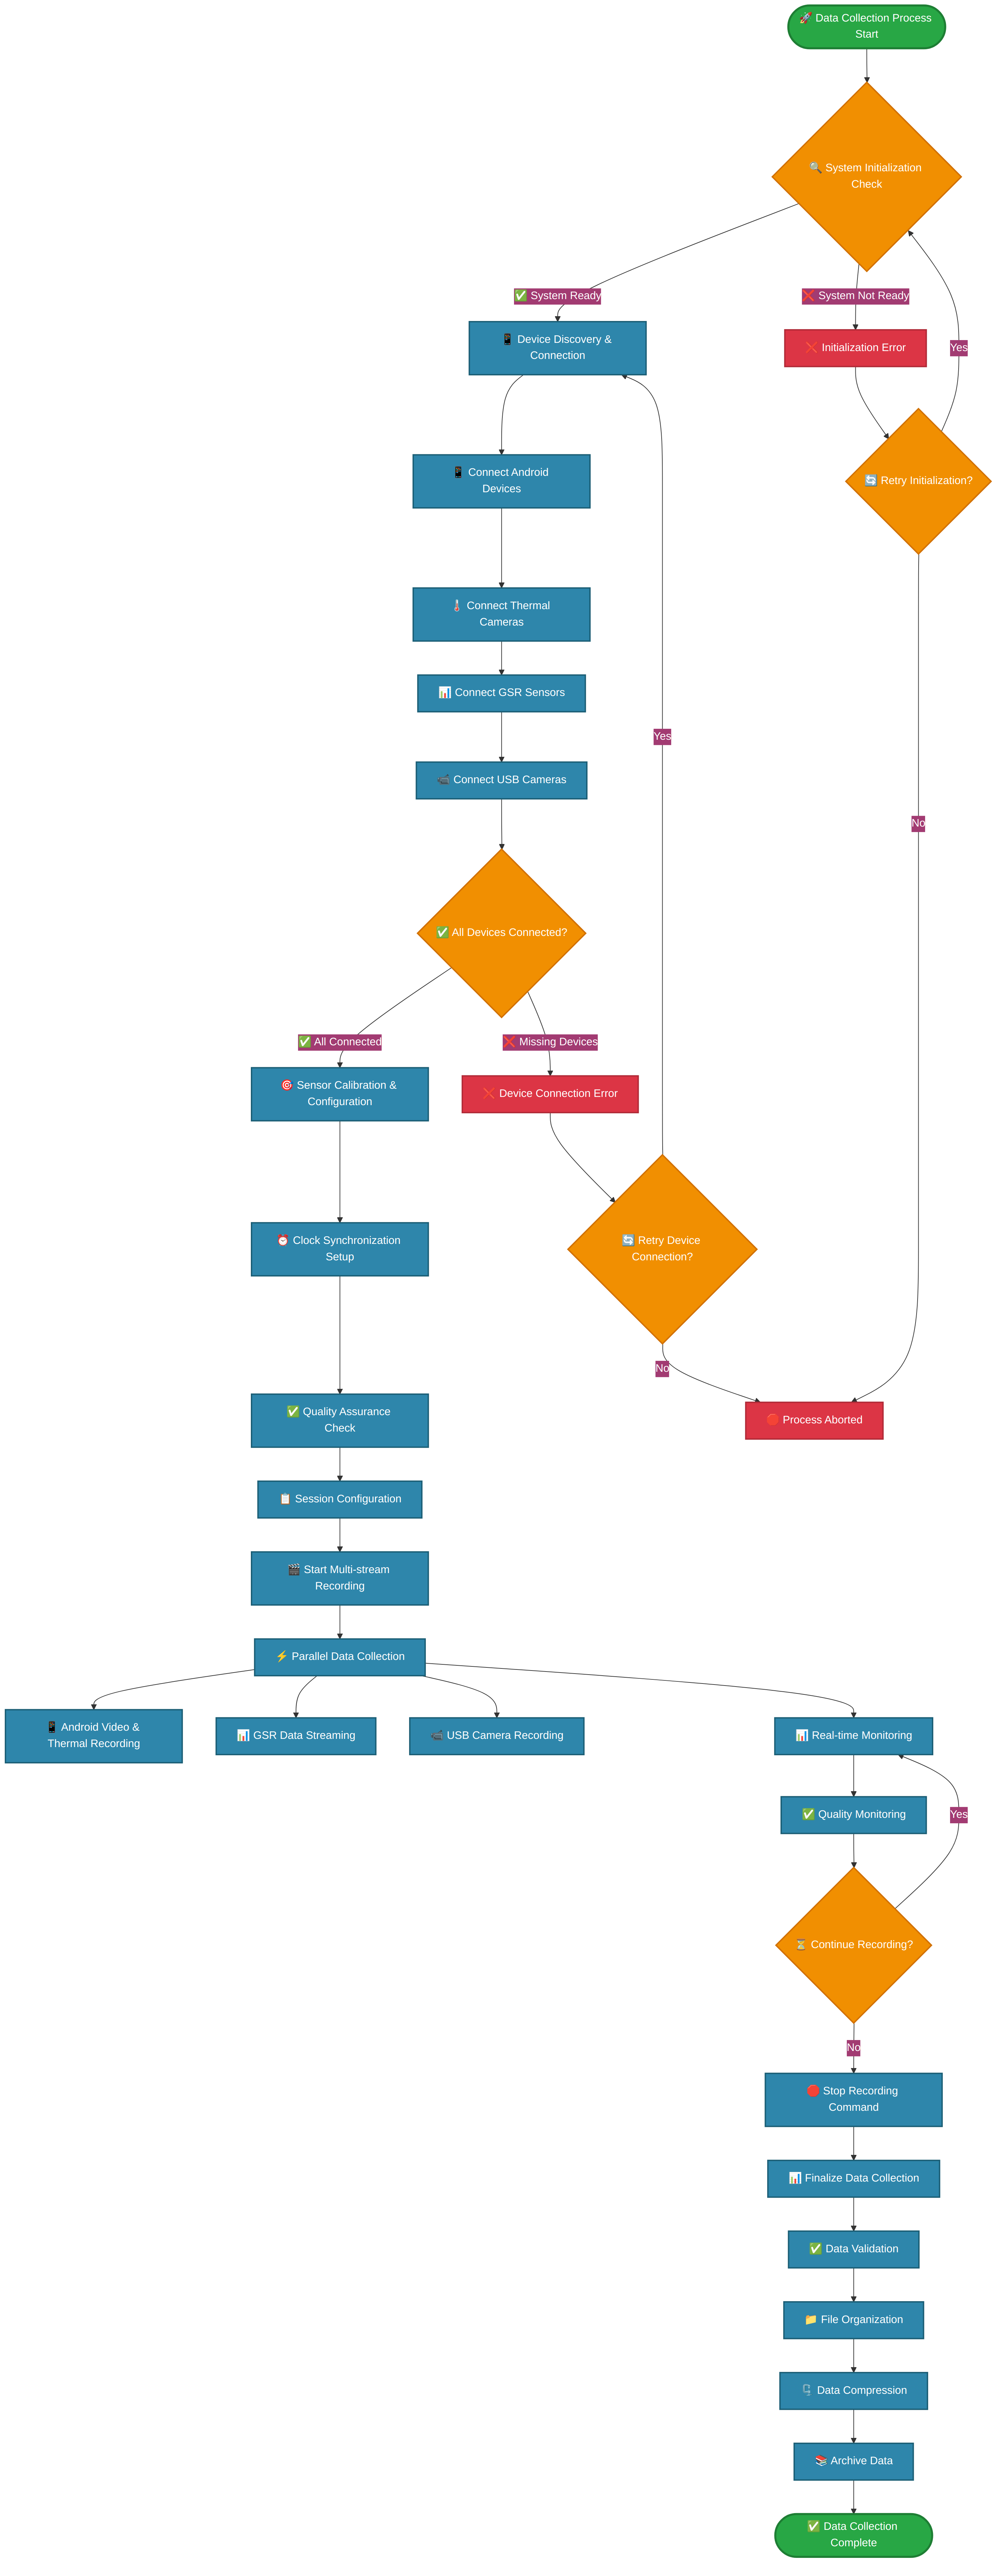 🚀 Data Collection Process
Start
🔍 System Initialization
Check
✅ System Ready
❌ System Not Ready
📱 Device Discovery &
Connection
❌ Initialization Error
Yes
📱 Connect Android
Devices
🔄 Retry Initialization?
🌡️ Connect Thermal
Cameras
📊 Connect GSR Sensors
Yes
📹 Connect USB Cameras
No
✅ All Devices Connected?
✅ All Connected
❌ Missing Devices
🎯 Sensor Calibration &
Configuration
❌ Device Connection Error
⏰ Clock Synchronization
Setup
🔄 Retry Device
Connection?
No
✅ Quality Assurance
Check
🛑 Process Aborted
📋 Session Configuration
🎬 Start Multi-stream
Recording
⚡ Parallel Data Collection
📱 Android Video &
Thermal Recording
📊 GSR Data Streaming
📹 USB Camera Recording
📊 Real-time Monitoring
✅ Quality Monitoring
Yes
⏳ Continue Recording?
No
🛑 Stop Recording
Command
📊 Finalize Data Collection
✅ Data Validation
📁 File Organization
🗜️ Data Compression
📚 Archive Data
✅ Data Collection
Complete